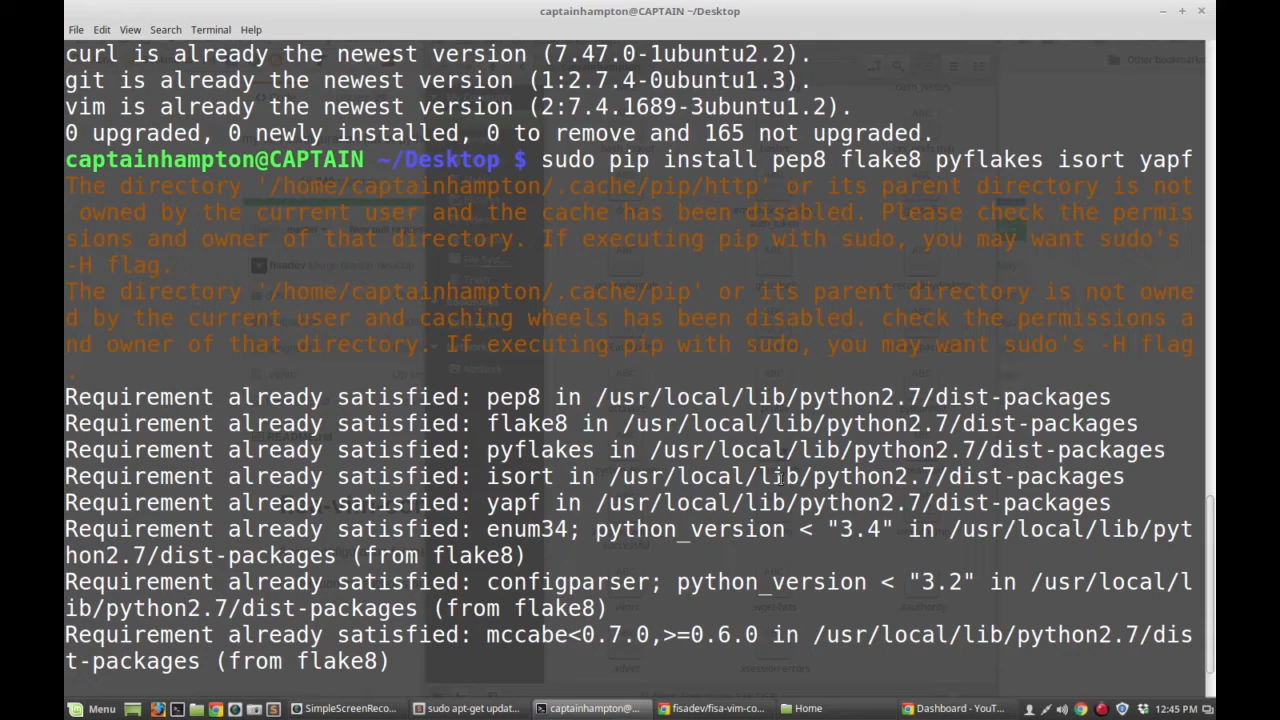 captainhampton@CAPTAIN ~/Desktop
File Edit View Search Terminal Help
curl is already the newest version (7.47.0-1ubuntu2.2).
git is already the newest version (1:2.7.4-0ubuntu1.3).
vim is already the newest version (2:7.4.1689-3ubuntu1.2).
0 upgraded, 0 newly installed, 0 to remove and 165 not upgraded.
captainhampton@CAPTAIN ~/Desktop $ sudo pip install pep8 flake8 pyflakes isort yapf
The directory '/home/captainhampton/.cache/pip/http' or its parent directory is not
owned by the current user and the cache has been disabled. Please check the permis
sions and owner of that directory. If executing pip with sudo, you may want sudo's
-H flag.
The directory '/home/captainhampton/.cache/pip' or its parent directory is not owne
d by the current user and caching wheels has been disabled. check the permissions a
nd owner of that directory. If executing pip with sudo, you may want sudo's -H flag
.
Requirement already satisfied: pep8 in /usr/local/lib/python2.7/dist-packages
Requirement already satisfied: flake8 in /usr/local/lib/python2.7/dist-packages
Requirement already satisfied: pyflakes in /usr/local/lib/python2.7/dist-packages
Requirement already satisfied: isort in /usr/local/lib/python2.7/dist-packages
Requirement already satisfied: yapf in /usr/local/lib/python2.7/dist-packages
Requirement already satisfied: enum34; python_version < "3.4" in /usr/local/lib/pyt
hon2.7/dist-packages (from flake8)
Requirement already satisfied: configparser; python_version < "3.2" in /usr/local/l
ib/python2.7/dist-packages (from flake8)
Requirement already satisfied: mccabe<0.7.0,>=0.6.0 in /usr/local/lib/python2.7/dis
t-packages (from flake8)
Menu SimpleScreenReco... sudo apt-get updat... captainhampton@... fisadev/fisa-vim-co... Home Dashboard - YouT... 12:45 PM